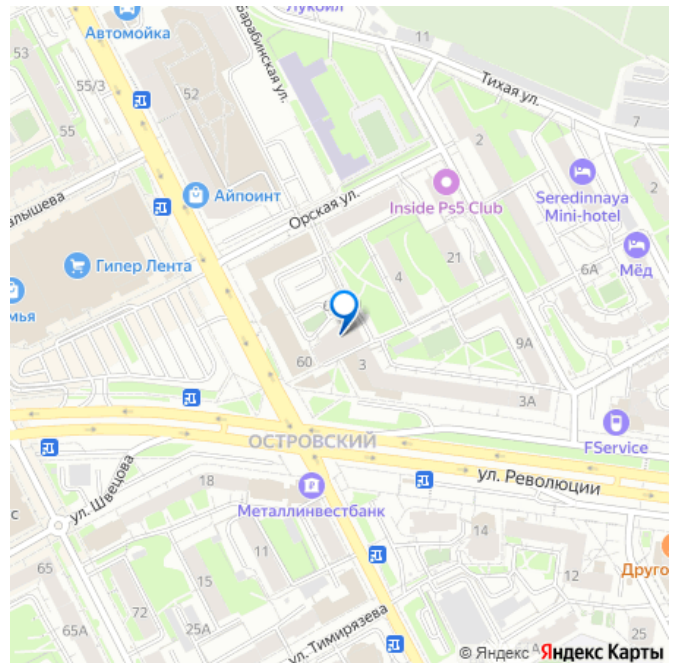 Лукойл
Автомойка
11
53
Барабинская ул.
55/3
52
Тихая ул.
55
7
2
Айпоинт
Seredinnaya
Mini-hotel
2
Орская ул.
Inside Ps5 Club
Гипер Лента
21
6А
Мёд
4
60
3
9А
3А
FService
ОСТРОВСКИЙ
ул. Революции
18
ул. Швецова
Металлинвестбанк
14
11
65
15
12
72
25
65А
25А
ул. Тимирязева
© Яндекс Яндекс Карты